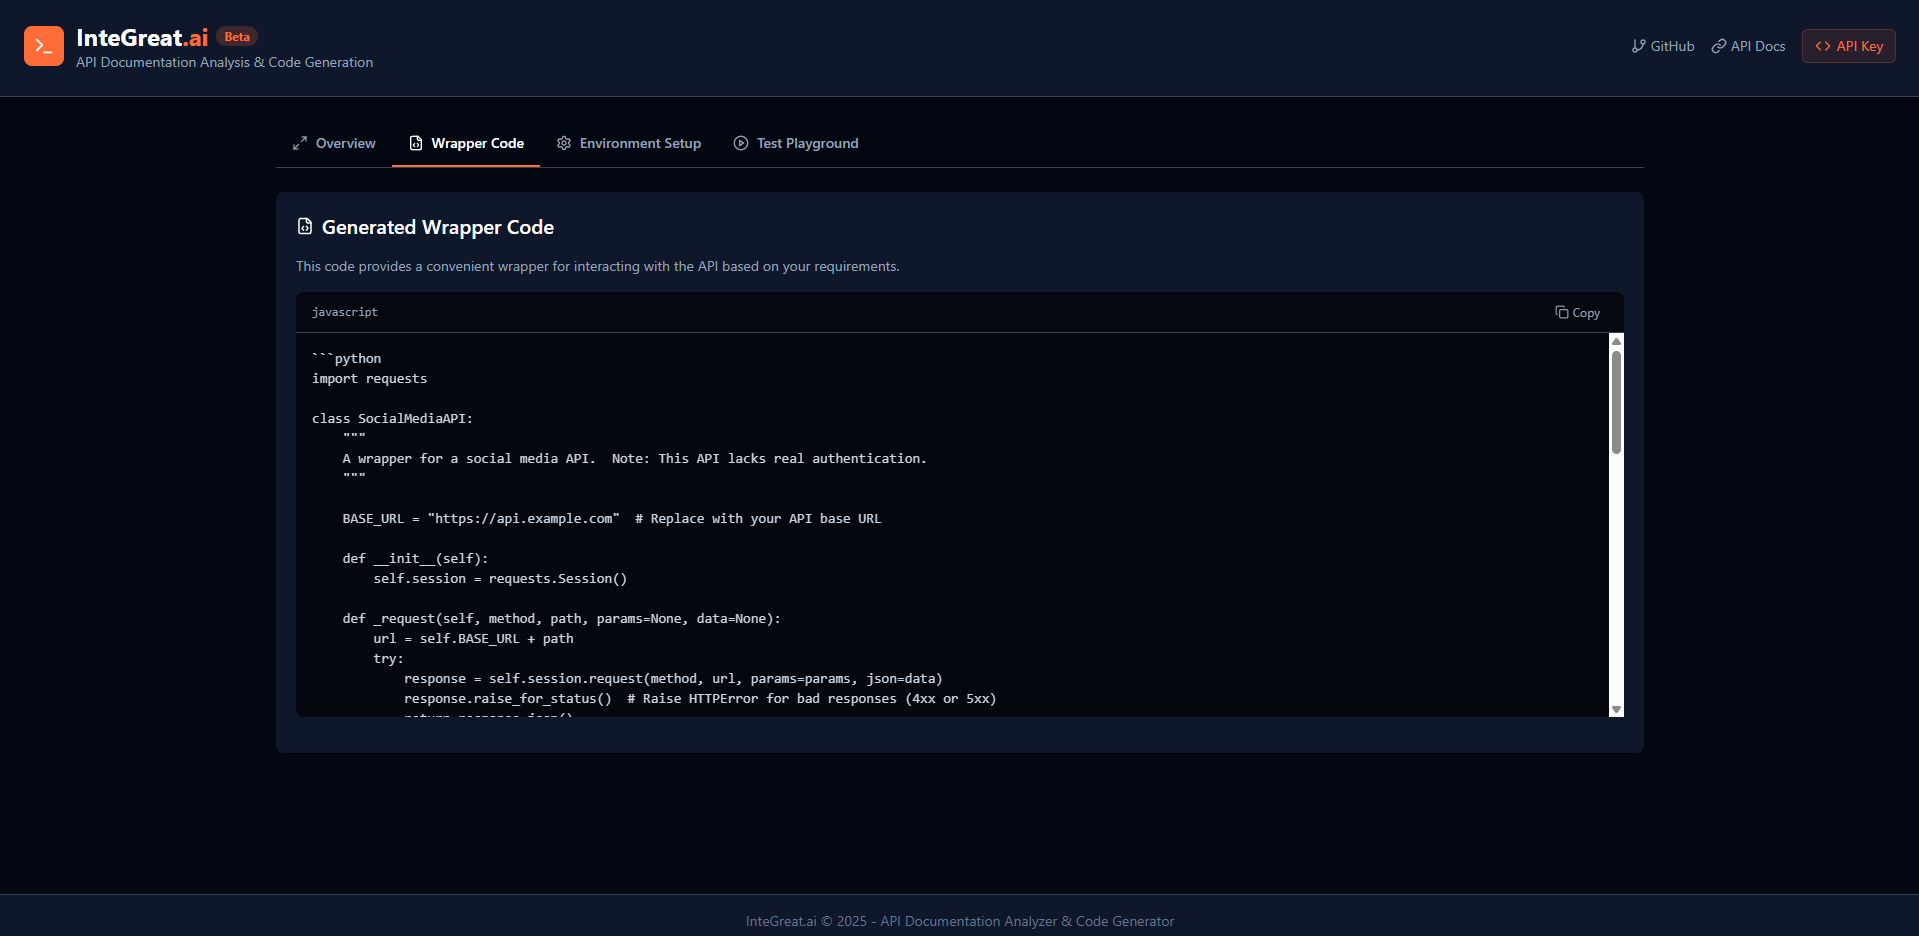 InteGreat.ai Beta
API Documentation Analysis & Code Generation
GitHub
API Docs
API Key
Overview
Wrapper Code
Environment Setup
Test Playground
Generated Wrapper Code
This code provides a convenient wrapper for interacting with the API based on your requirements.
javascript
Copy
```python
import requests
class SocialMediaAPI:
    """
    A wrapper for a social media API.  Note: This API lacks real authentication.
    """
    BASE_URL = "https://api.example.com"  # Replace with your API base URL
    def __init__(self):
        self.session = requests.Session()
    def _request(self, method, path, params=None, data=None):
        url = self.BASE_URL + path
        try:
            response = self.session.request(method, url, params=params, json=data)
            response.raise_for_status()  # Raise HTTPError for bad responses (4xx or 5xx)
            return response.json()
InteGreat.ai © 2025 - API Documentation Analyzer & Code Generator